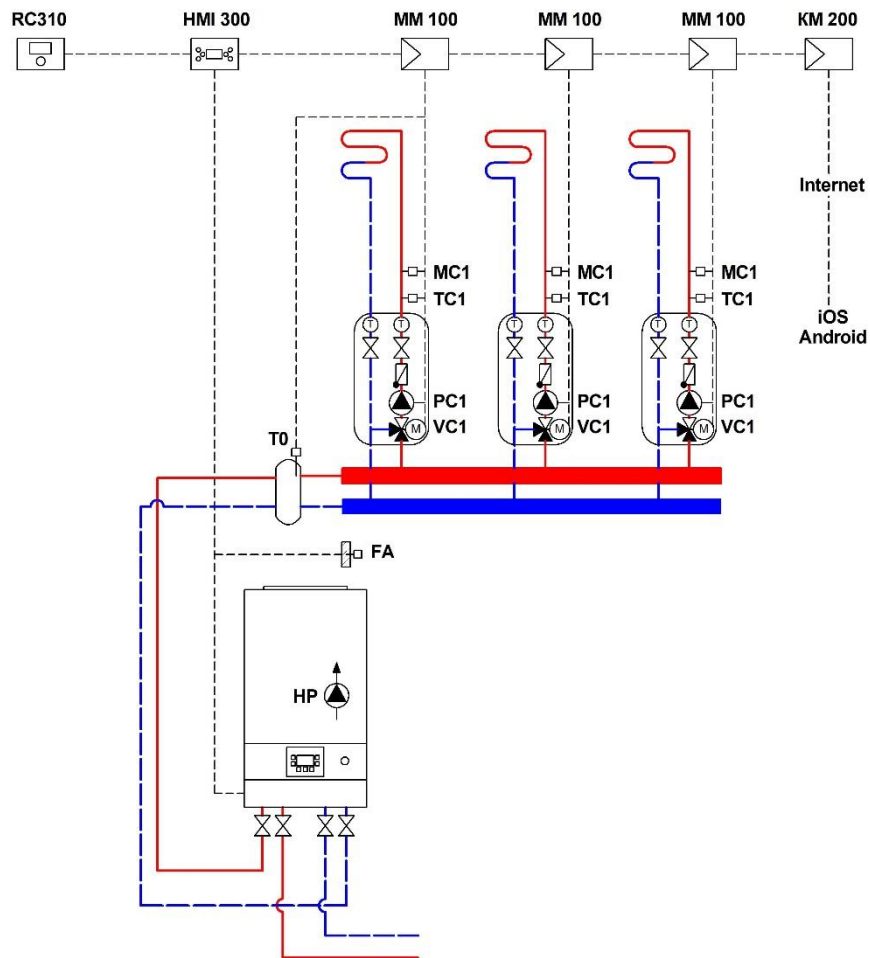 RC310
HMI 300
MM 100
MM 100
MM 100
KM 200
Internet
iOS
Android
MC1
TC1
MC1
TC1
MC1
TC1
T
T
T
T
T
T
PC1
VC1
PC1
VC1
PC1
VC1
M
M
M
T0
FA
HP